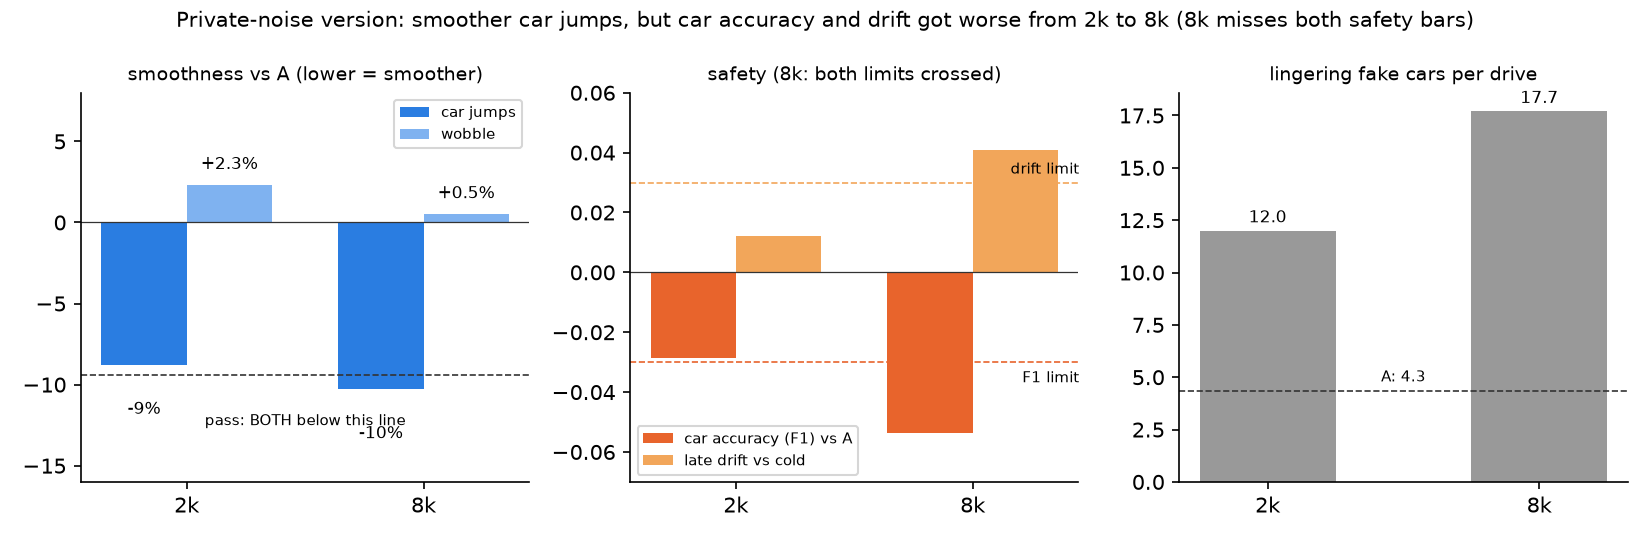 Private-noise version: smoother car jumps, but car accuracy and drift got worse from 2k to 8k (8k misses both safety bars)
smoothness vs A (lower = smoother)
car jumps
wobble
5
0
−5
−10
−15
+2.3%
+0.5%
-9%
pass: BOTH below this line
-10%
2k
8k
safety (8k: both limits crossed)
0.06
0.04
0.02
0.00
−0.02
−0.04
−0.06
drift limit
F1 limit
car accuracy (F1) vs A
late drift vs cold
2k
8k
lingering fake cars per drive
17.5
15.0
12.5
10.0
7.5
5.0
2.5
0.0
17.7
12.0
A: 4.3
2k
8k